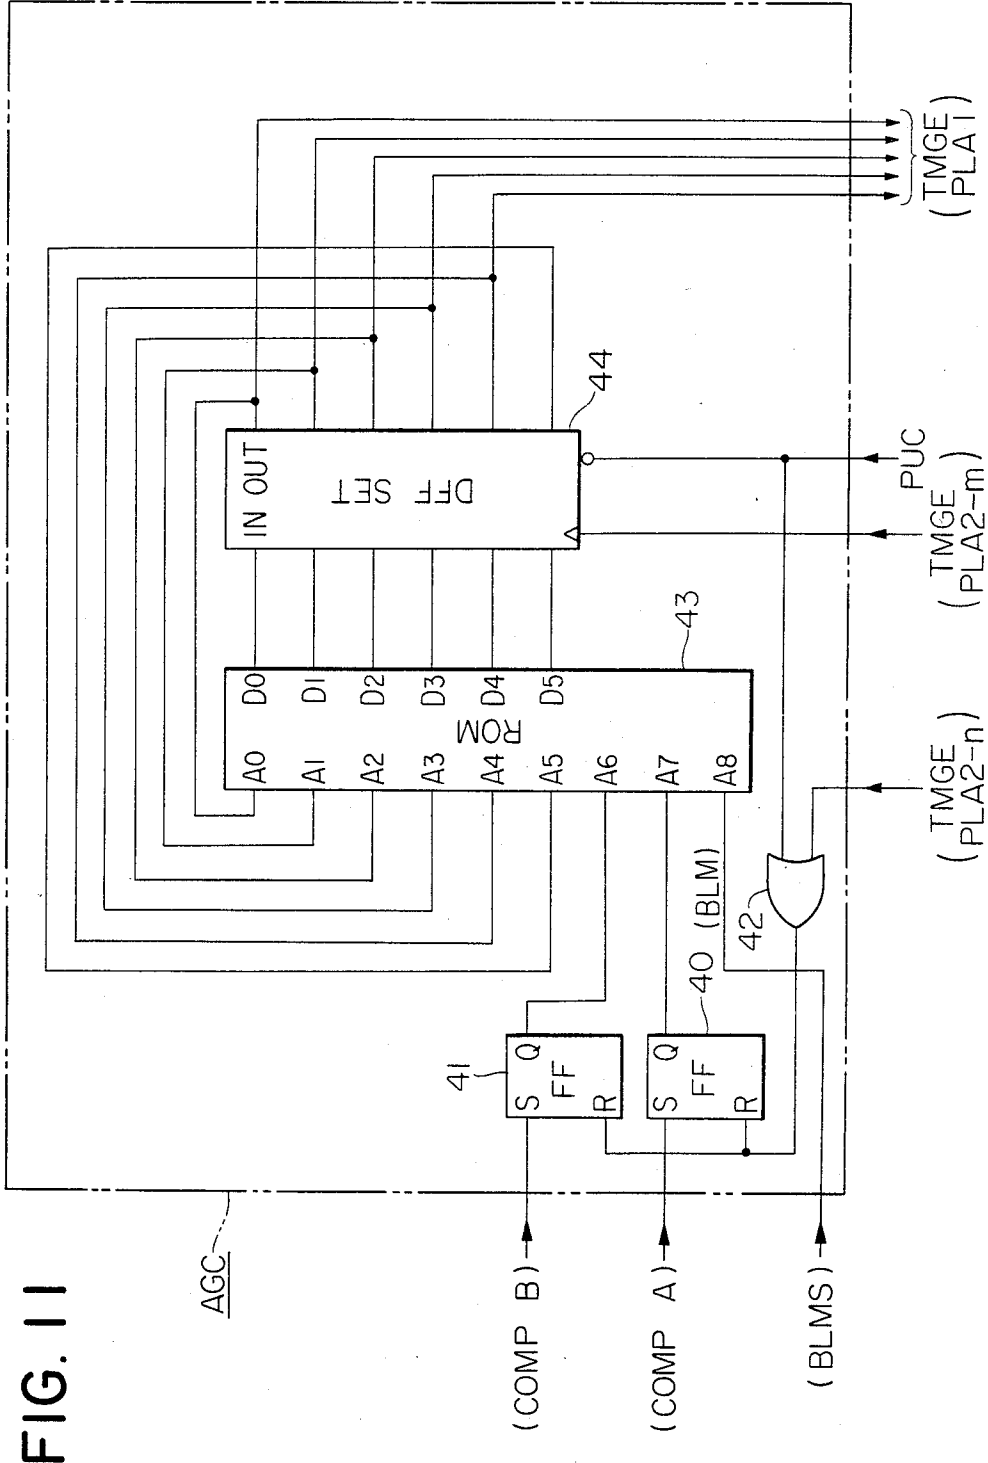 FIG. 11
AGC
(COMP B)
(COMP A)
(BLMS)
41
S Q
FF
R
40
S Q
FF
R
(BLM)
42
A0 D0
A1 D1
A2 D2
A3 D3
A4 D4
A5 D5
A6
A7
A8
ROM
43
IN OUT
DFF SET
44
TMGE
(PLA2-n)
TMGE
(PLA2-m)
PUC
(TMGE
PLA1)